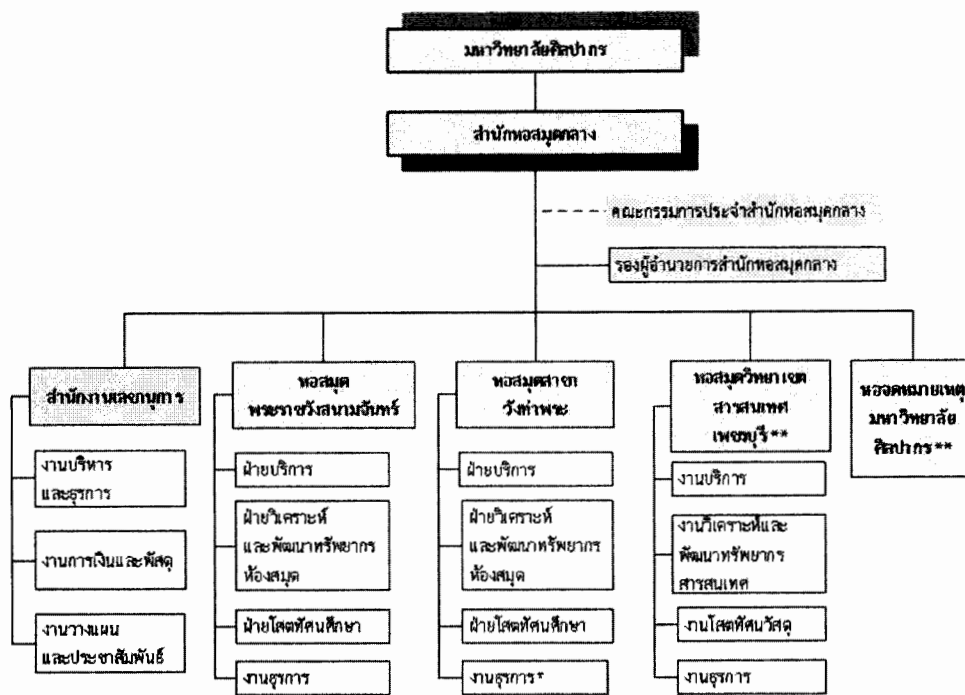 มหาวิทยาลัยศิลปากร
สำนักหอสมุดกลาง
คณะกรรมการประจำสำนักหอสมุดกลาง
รองผู้อำนวยการสำนักหอสมุดกลาง
สำนักงานเลขานุการ
งานบริหาร
และธุรการ
งานการเงินและพัสดุ
งานวางแผน
และประชาสัมพันธ์
หอสมุด
พระราชวังสนามจันทร์
ฝ่ายบริการ
ฝ่ายวิเคราะห์
และพัฒนาทรัพยากร
ห้องสมุด
ฝ่ายโสตทัศนศึกษา
งานธุรการ
หอสมุดสาขา
วังท่าพระ
ฝ่ายบริการ
ฝ่ายวิเคราะห์
และพัฒนาทรัพยากร
ห้องสมุด
ฝ่ายโสตทัศนศึกษา
งานธุรการ*
หอสมุดวิทยาเขต
สารสนเทศ
เพชรบุรี**
งานบริการ
งานวิเคราะห์และ
พัฒนาทรัพยากร
สารสนเทศ
งานโสตทัศนวัสดุ
งานธุรการ
หอจดหมายเหตุ
มหาวิทยาลัย
ศิลปากร**